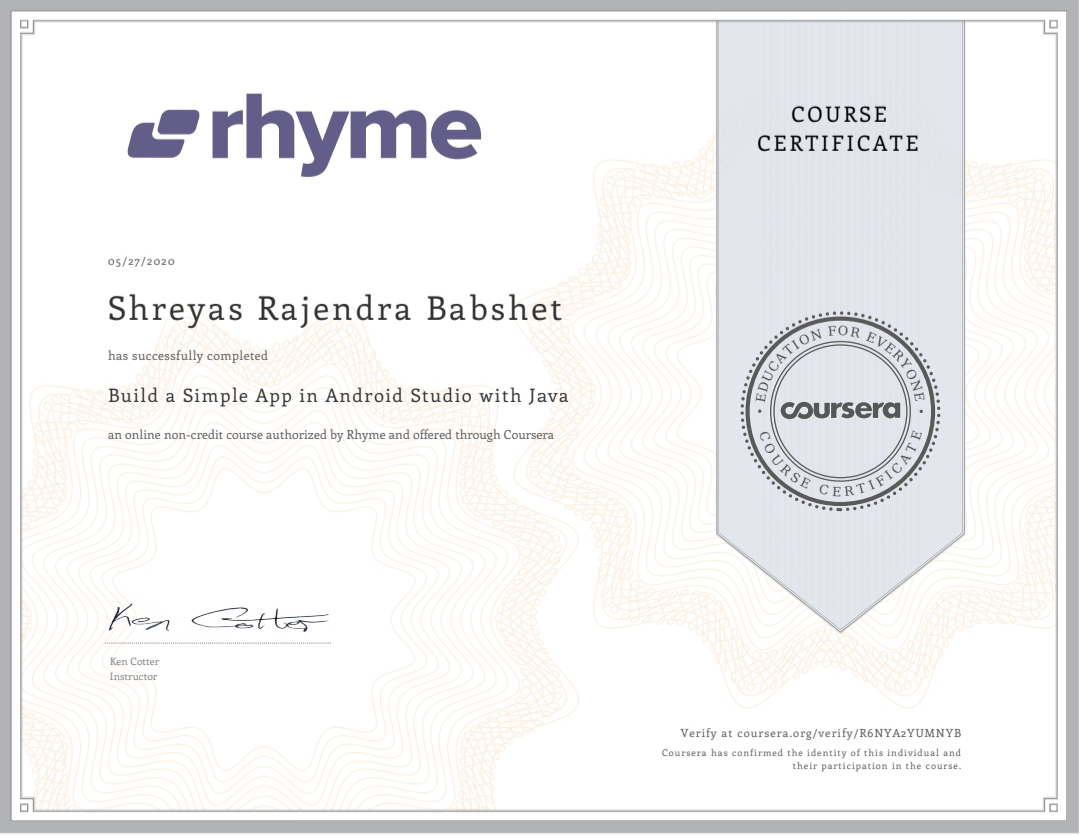 rhyme
COURSE
CERTIFICATE
05/27/2020
Shreyas Rajendra Babshet
has successfully completed
Build a Simple App in Android Studio with Java
an online non-credit course authorized by Rhyme and offered through Coursera
EDUCATION FOR EVERYONE
coursera
COURSE CERTIFICATE
Ken Cotter
Ken Cotter
Instructor
Verify at coursera.org/verify/R6NYA2YUMNYB
Coursera has confirmed the identity of this individual and
their participation in the course.